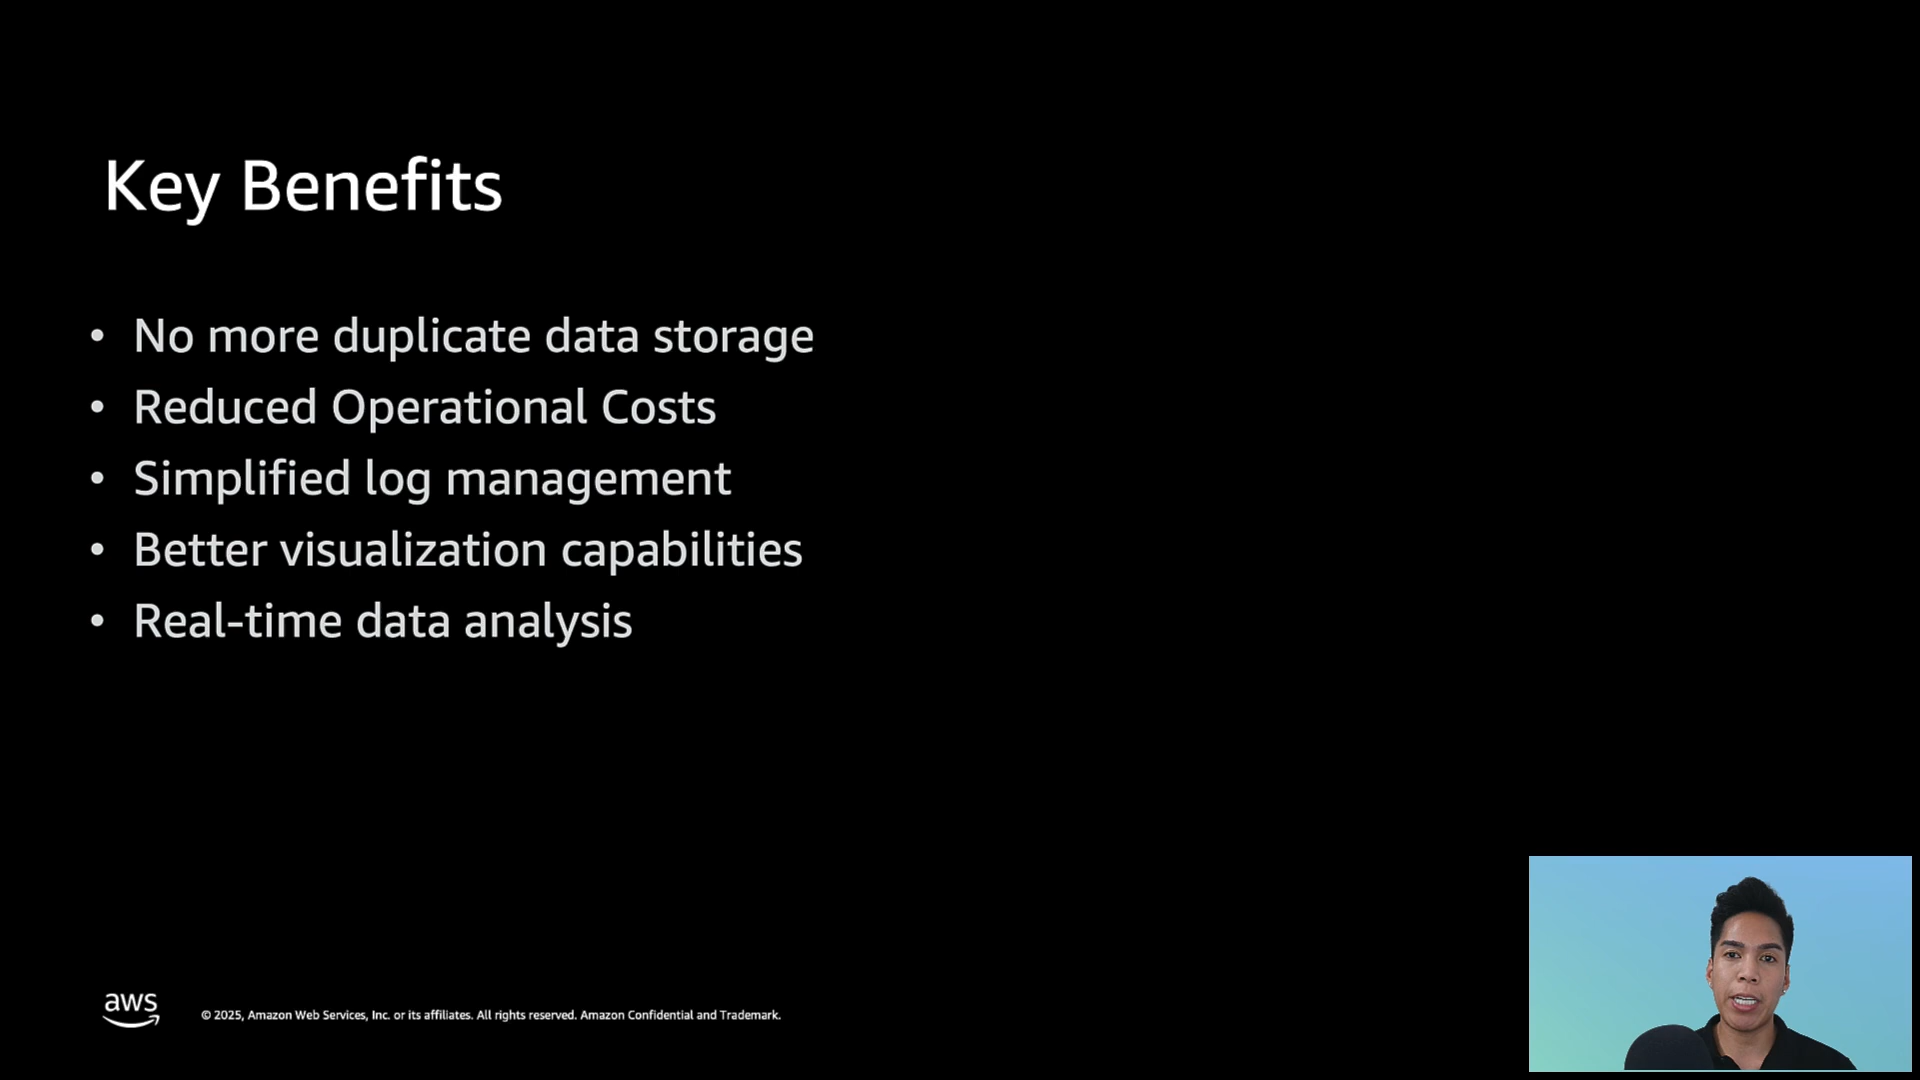 Key Benefits
• No more duplicate data storage
• Reduced Operational Costs
• Simplified log management
• Better visualization capabilities
• Real-time data analysis
aws
© 2025, Amazon Web Services, Inc. or its affiliates. All rights reserved. Amazon Confidential and Trademark.